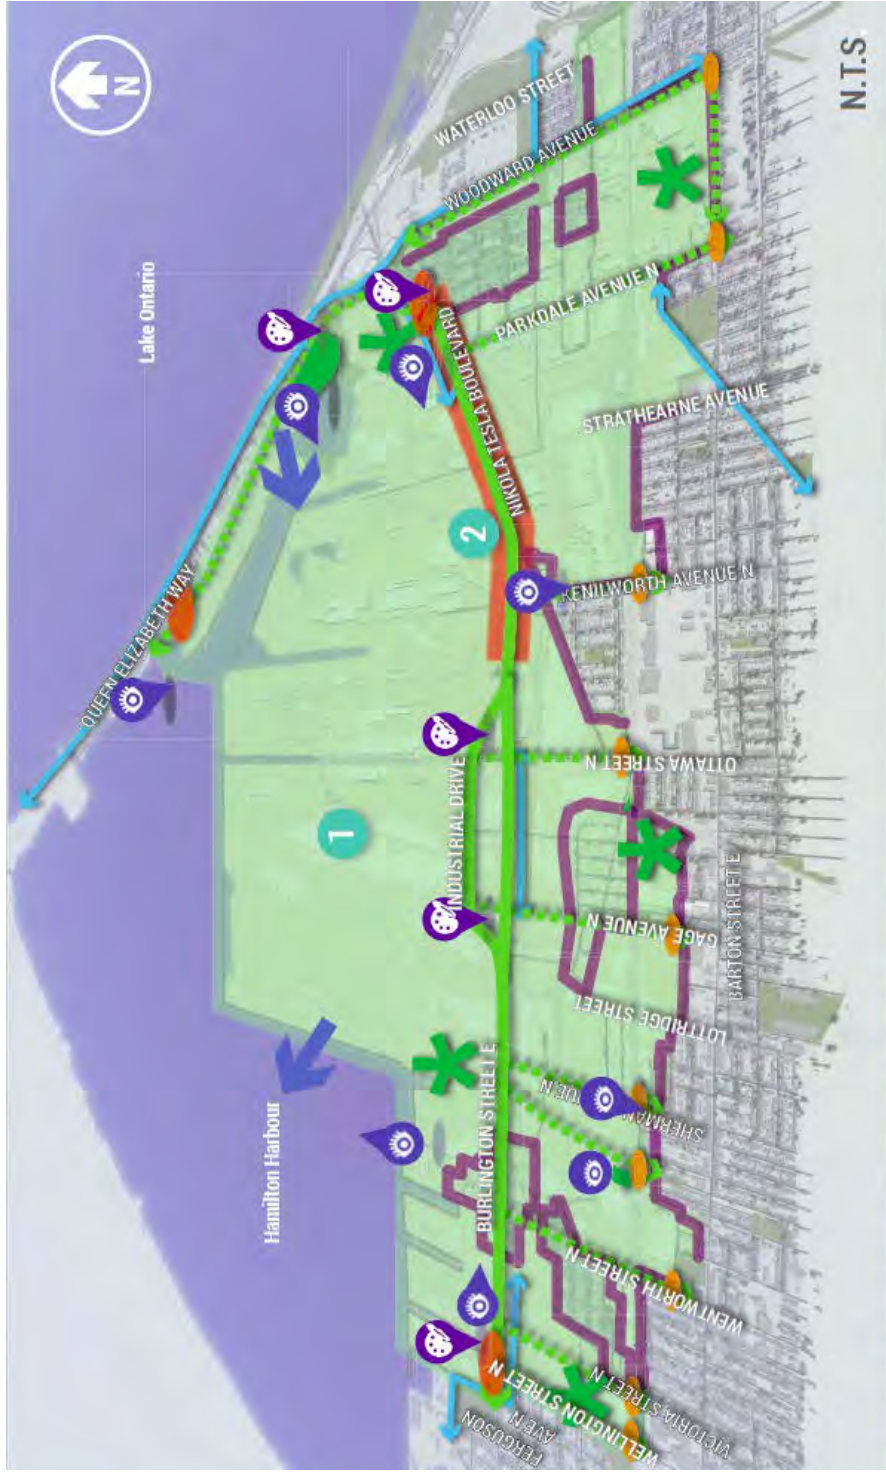 N
N.T.S.
Lake Ontario
Hamilton Harbour
QUEEN ELIZABETH WAY
WATERLOO STREET
WOODWARD AVENUE
PARKDALE AVENUE N
NIKOLA TESLA BOULEVARD
STRATHEARNE AVENUE
2
KENILWORTH AVENUE N
1
INDUSTRIAL DRIVE
OTTAWA STREET N
GAGE AVENUE N
BARTON STREET E
LOTTRIDGE STREET
BURLINGTON STREET E
SHERMAN
UE N
WENTWORTH STREET N
VICTORIA STREET N
WELLINGTON STREET N
FERGUSON
AVE N